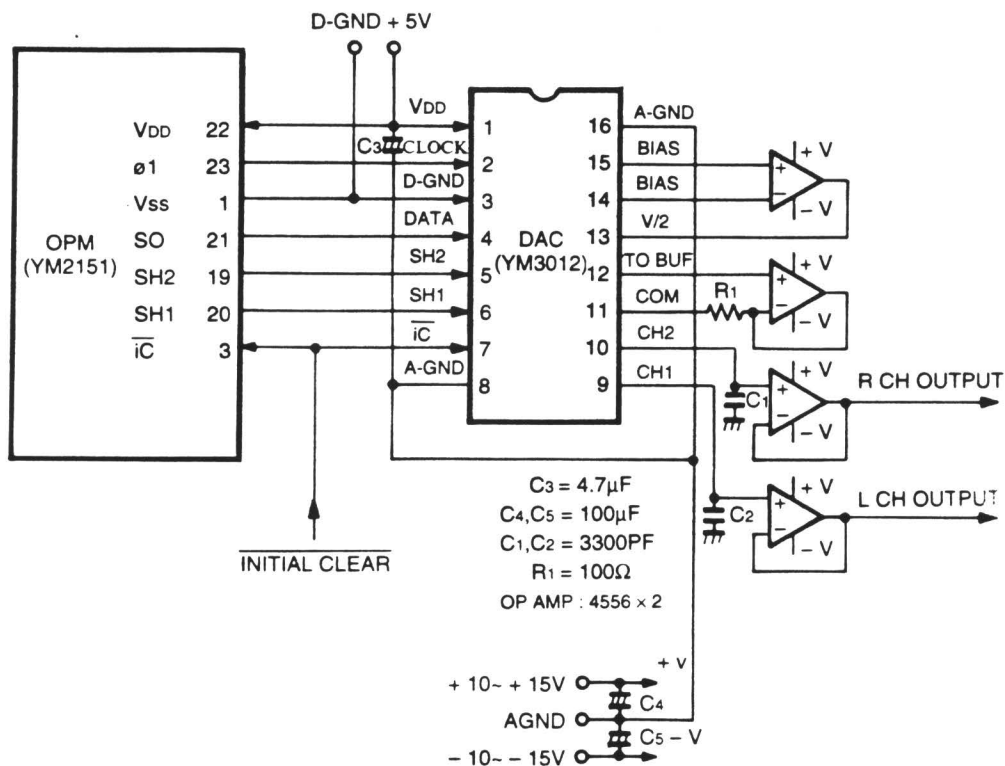 D-GND + 5V
OPM
(YM2151)
VDD 22
ø1 23
Vss 1
SO 21
SH2 19
SH1 20
iC 3
VDD
C3 CLOCK
D-GND
DATA
SH2
SH1
iC
A-GND
DAC
(YM3012)
1
2
3
4
5
6
7
8
16
15
14
13
12
11
10
9
A-GND
BIAS
BIAS
V/2
TO BUF
COM
CH2
CH1
R1
+ V
+
−
− V
+ V
+
−
− V
+ V
+
−
− V
C1
R CH OUTPUT
+ V
+
−
− V
C2
L CH OUTPUT
INITIAL CLEAR
C3 = 4.7µF
C4,C5 = 100µF
C1,C2 = 3300PF
R1 = 100Ω
OP AMP : 4556 × 2
+ 10~ + 15V
+ V
C4
AGND
C5 − V
− 10~ − 15V